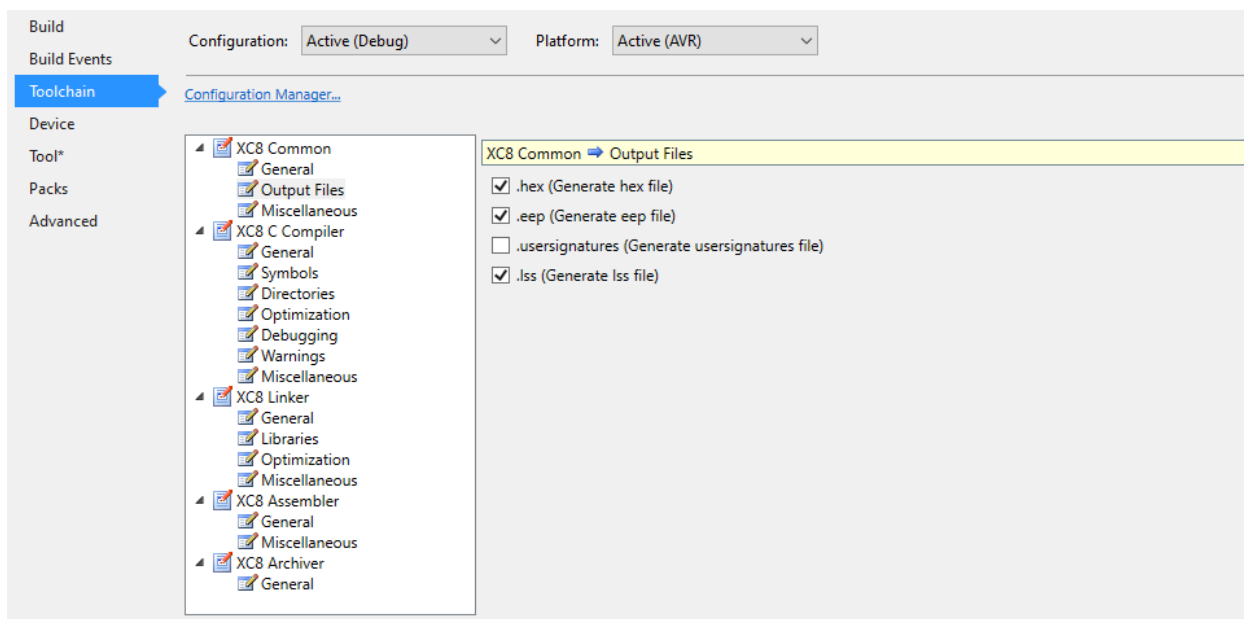 Build
Build Events
Toolchain
Device
Tool*
Packs
Advanced
Configuration: Active (Debug) Platform: Active (AVR)
Configuration Manager...
XC8 Common
General
Output Files
Miscellaneous
XC8 C Compiler
General
Symbols
Directories
Optimization
Debugging
Warnings
Miscellaneous
XC8 Linker
General
Libraries
Optimization
Miscellaneous
XC8 Assembler
General
Miscellaneous
XC8 Archiver
General
XC8 Common ➡ Output Files
.hex (Generate hex file)
.eep (Generate eep file)
.usersignatures (Generate usersignatures file)
.lss (Generate lss file)